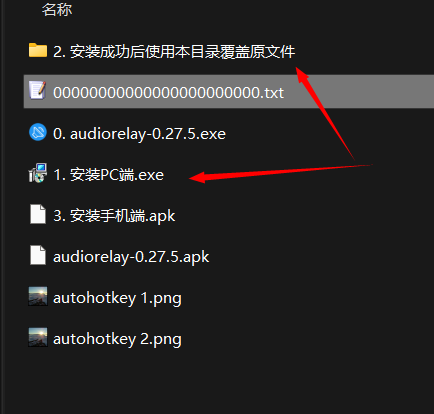 名称
2. 安装成功后使用本目录覆盖原文件
00000000000000000000000.txt
0. audiorelay-0.27.5.exe
1. 安装PC端.exe
3. 安装手机端.apk
audiorelay-0.27.5.apk
autohotkey 1.png
autohotkey 2.png